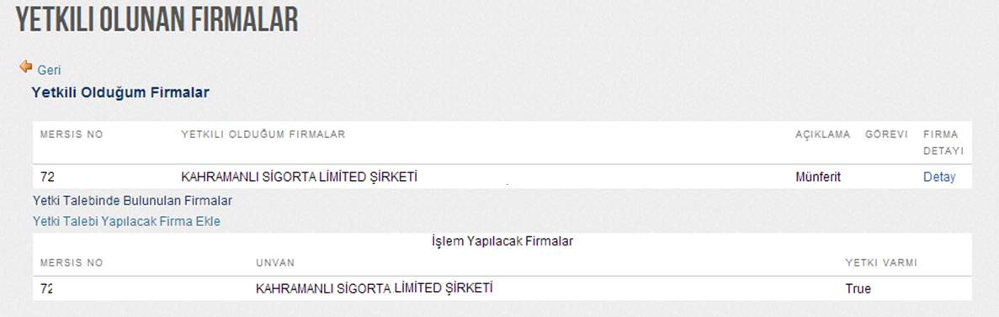 YETKILI OLUNAN FIRMALAR
Geri
Yetkili Olduğum Firmalar
MERSIS NO YETKILI OLDUĞUM FIRMALAR AÇIKLAMA GÖREVI FIRMA DETAYI
72 KAHRAMANLI SİGORTA LİMİTED ŞİRKETİ Münferit Detay
Yetki Talebinde Bulunulan Firmalar
Yetki Talebi Yapılacak Firma Ekle
İşlem Yapılacak Firmalar
MERSIS NO UNVAN YETKI VARMI
72 KAHRAMANLI SİGORTA LİMİTED ŞİRKETİ True